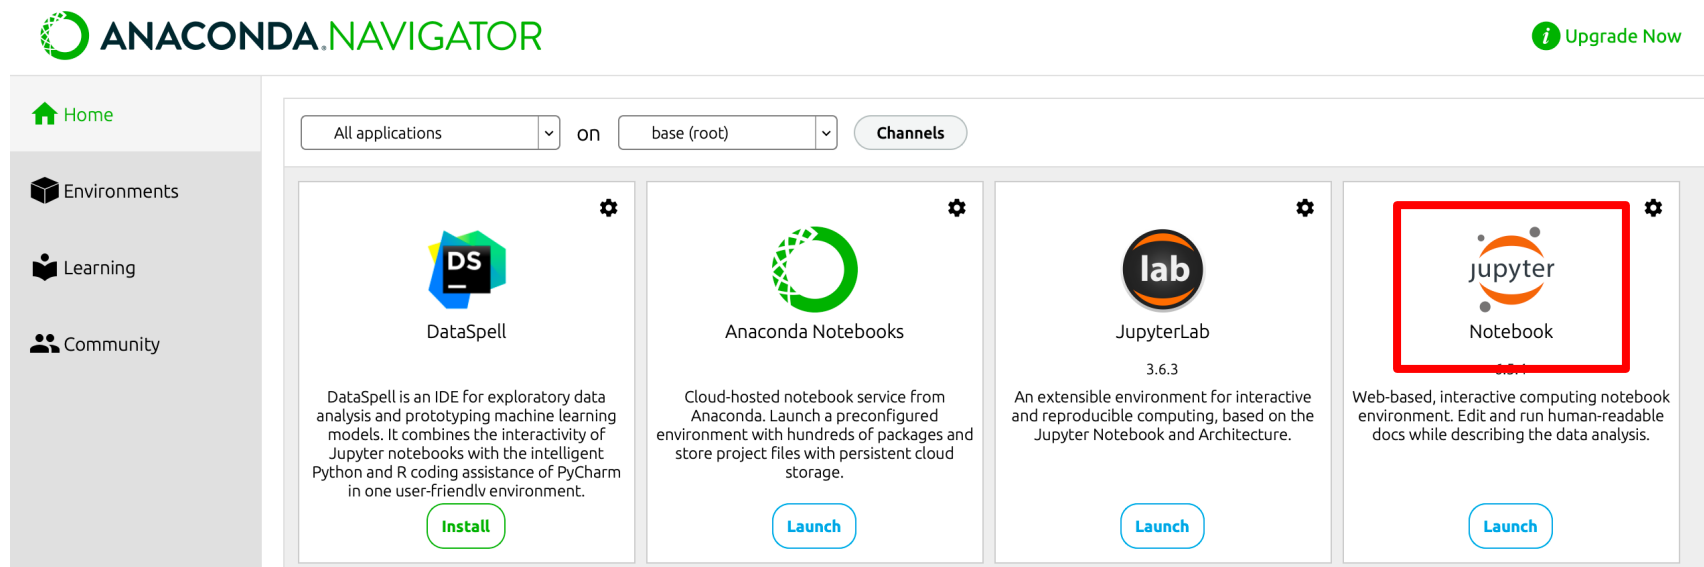 ANACONDA.NAVIGATOR
Upgrade Now
Home
Environments
Learning
Community
All applications
on
base (root)
Channels
DS
DataSpell
DataSpell is an IDE for exploratory data
analysis and prototyping machine learning
models. It combines the interactivity of
Jupyter notebooks with the intelligent
Python and R coding assistance of PyCharm
in one user-friendly environment.
Install
Anaconda Notebooks
Cloud-hosted notebook service from
Anaconda. Launch a preconfigured
environment with hundreds of packages and
store project files with persistent cloud
storage.
Launch
lab
JupyterLab
3.6.3
An extensible environment for interactive
and reproducible computing, based on the
Jupyter Notebook and Architecture.
Launch
jupyter
Notebook
Web-based, interactive computing notebook
environment. Edit and run human-readable
docs while describing the data analysis.
Launch